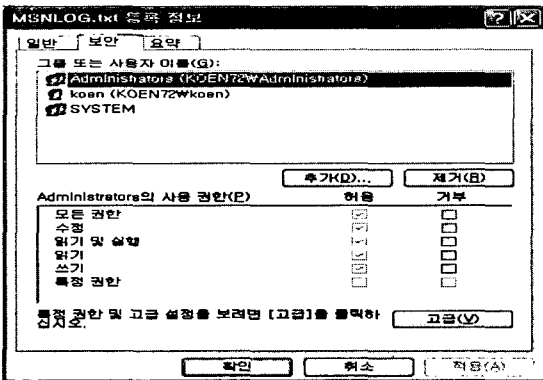 MSNLOG.txt 등록 정보
일반 보안 요약
그룹 또는 사용자 이름(G):
Administrators (KOEN72₩Administrators)
koen (KOEN72₩koen)
SYSTEM
추가(D)... 제거(R)
Administrators의 사용 권한(P) 허용 거부
모든 권한
수정
읽기 및 실행
읽기
쓰기
특정 권한
특정 권한 및 고급 설정을 보려면 [고급]을 클릭하
십시오.
고급(V)
확인 취소 적용(A)